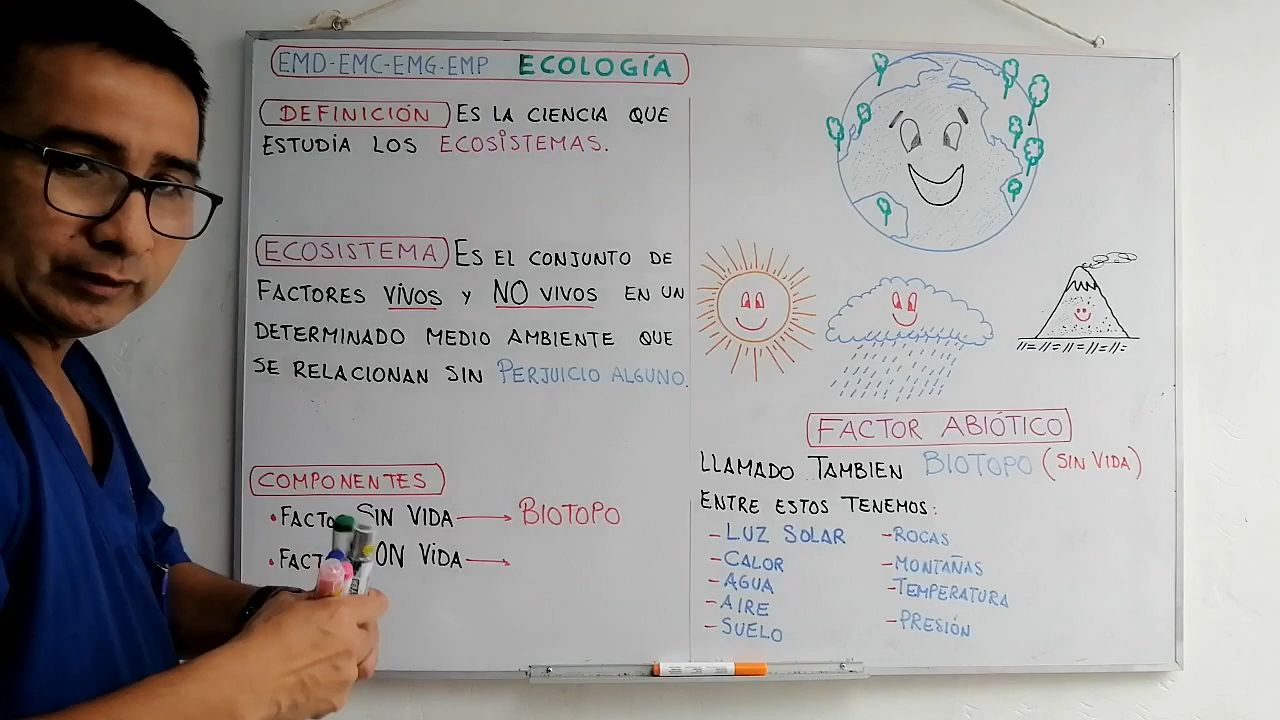 EMD-EMC-EMG-EMP ECOLOGÍA
DEFINICIÓN ES LA CIENCIA QUE
ESTUDIA LOS ECOSISTEMAS.
ECOSISTEMA ES EL CONJUNTO DE
FACTORES VIVOS Y NO VIVOS EN UN
DETERMINADO MEDIO AMBIENTE QUE
SE RELACIONAN SIN PERJUICIO ALGUNO.
COMPONENTES
• FACTO SIN VIDA → BIOTOPO
• FACT ON VIDA →
FACTOR ABIÓTICO
LLAMADO TAMBIEN BIOTOPO (SIN VIDA)
ENTRE ESTOS TENEMOS:
- LUZ SOLAR
- CALOR
- AGUA
- AIRE
- SUELO
- ROCAS
- MONTAÑAS
- TEMPERATURA
- PRESIÓN